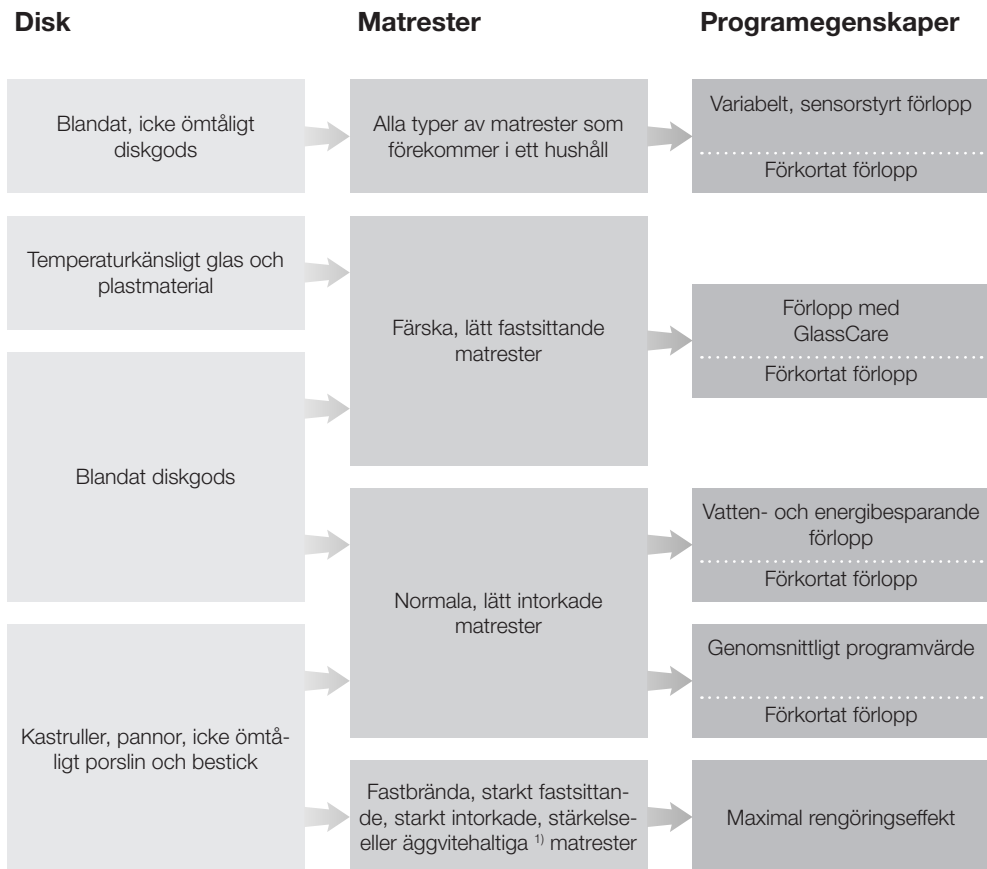 Disk
Matrester
Programegenskaper
Blandat, icke ömtåligt
diskgods
Alla typer av matrester som
förekommer i ett hushåll
Variabelt, sensorstyrt förlopp
Förkortat förlopp
Temperaturkänsligt glas och
plastmaterial
Färska, lätt fastsittande
matrester
Förlopp med
GlassCare
Förkortat förlopp
Blandat diskgods
Normala, lätt intorkade
matrester
Vatten- och energibesparande
förlopp
Förkortat förlopp
Genomsnittligt programvärde
Förkortat förlopp
Kastruller, pannor, icke ömtå-
ligt porslin och bestick
Fastbrända, starkt fastsittan-
de, starkt intorkade, stärkelse-
eller äggvitehaltiga 1) matrester
Maximal rengöringseffekt